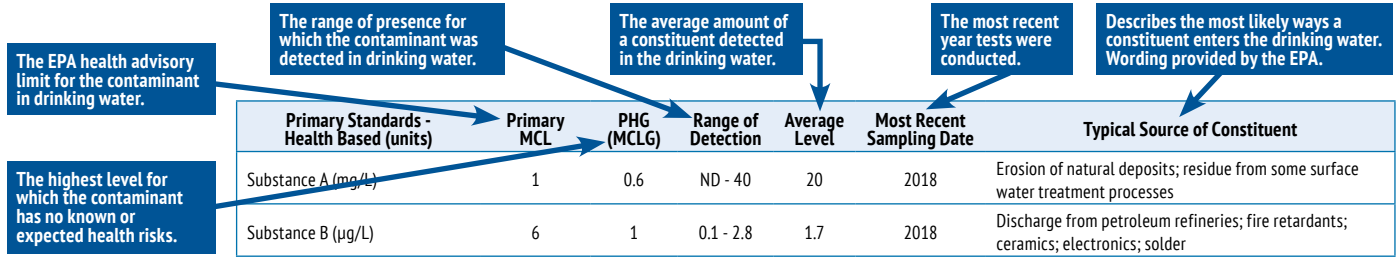 The range of presence for
which the contaminant was
detected in drinking water.
The average amount of
a constituent detected
in the drinking water.
The most recent
year tests were
conducted.
Describes the most likely ways a
constituent enters the drinking water.
Wording provided by the EPA.
The EPA health advisory
limit for the contaminant
in drinking water.
The highest level for
which the contaminant
has no known or
expected health risks.
Primary Standards -
Health Based (units)
Primary
MCL
PHG
(MCLG)
Range of
Detection
Average
Level
Most Recent
Sampling Date
Typical Source of Constituent
Substance A (mg/L) 1 0.6 ND - 40 20 2018 Erosion of natural deposits; residue from some surface
water treatment processes
Substance B (µg/L) 6 1 0.1 - 2.8 1.7 2018 Discharge from petroleum refineries; fire retardants;
ceramics; electronics; solder